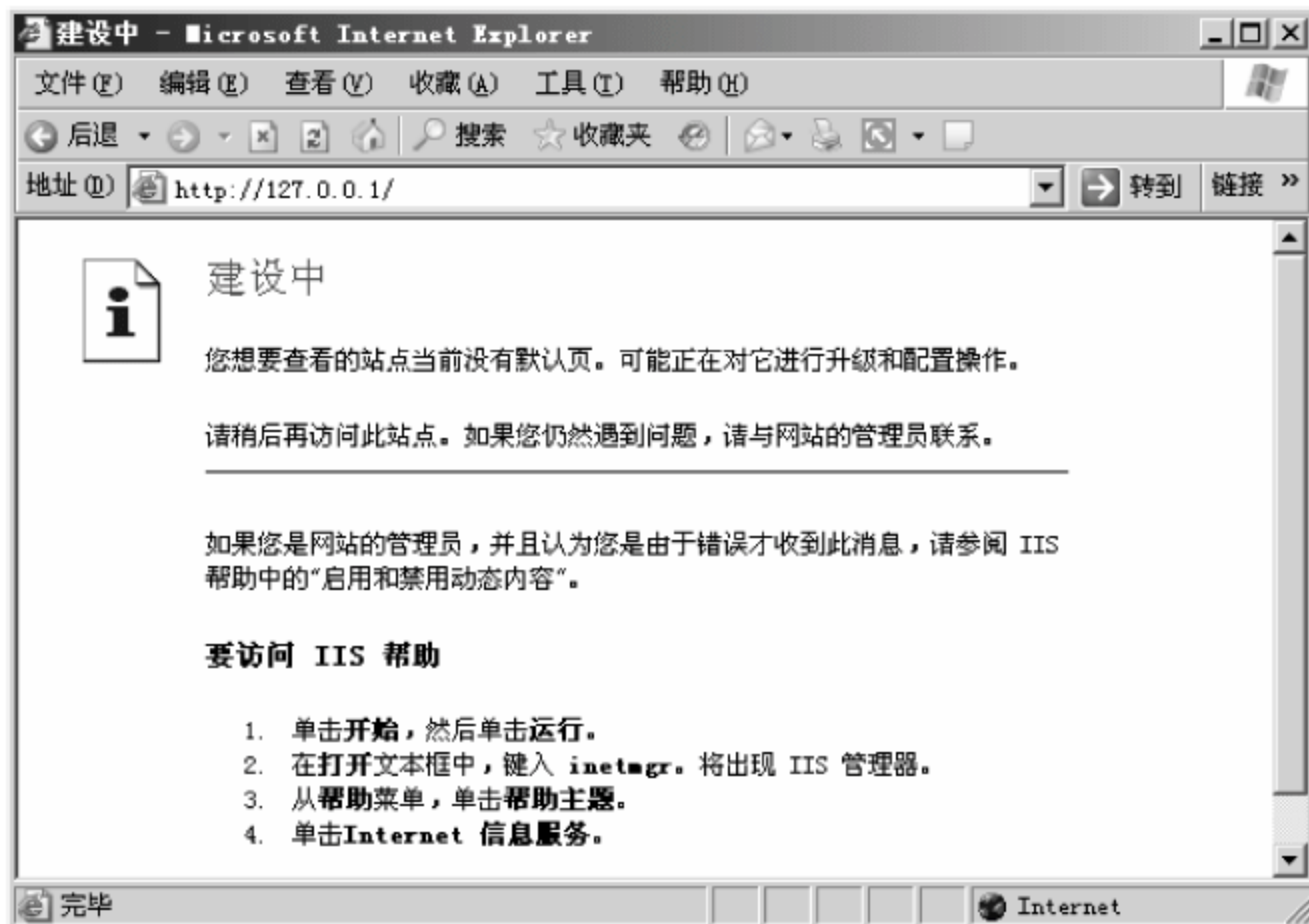 建设中 - Microsoft Internet Explorer
文件(F) 编辑(E) 查看(V) 收藏(A) 工具(T) 帮助(H)
后退 搜索 收藏夹
地址(D) http://127.0.0.1/ 转到 链接 »
建设中
您想要查看的站点当前没有默认页。可能正在对它进行升级和配置操作。
请稍后再访问此站点。如果您仍然遇到问题，请与网站的管理员联系。
如果您是网站的管理员，并且认为您是由于错误才收到此消息，请参阅 IIS
帮助中的“启用和禁用动态内容”。
要访问 IIS 帮助
1. 单击开始，然后单击运行。
2. 在打开文本框中，键入 inetmgr。将出现 IIS 管理器。
3. 从帮助菜单，单击帮助主题。
4. 单击Internet 信息服务。
完毕 Internet